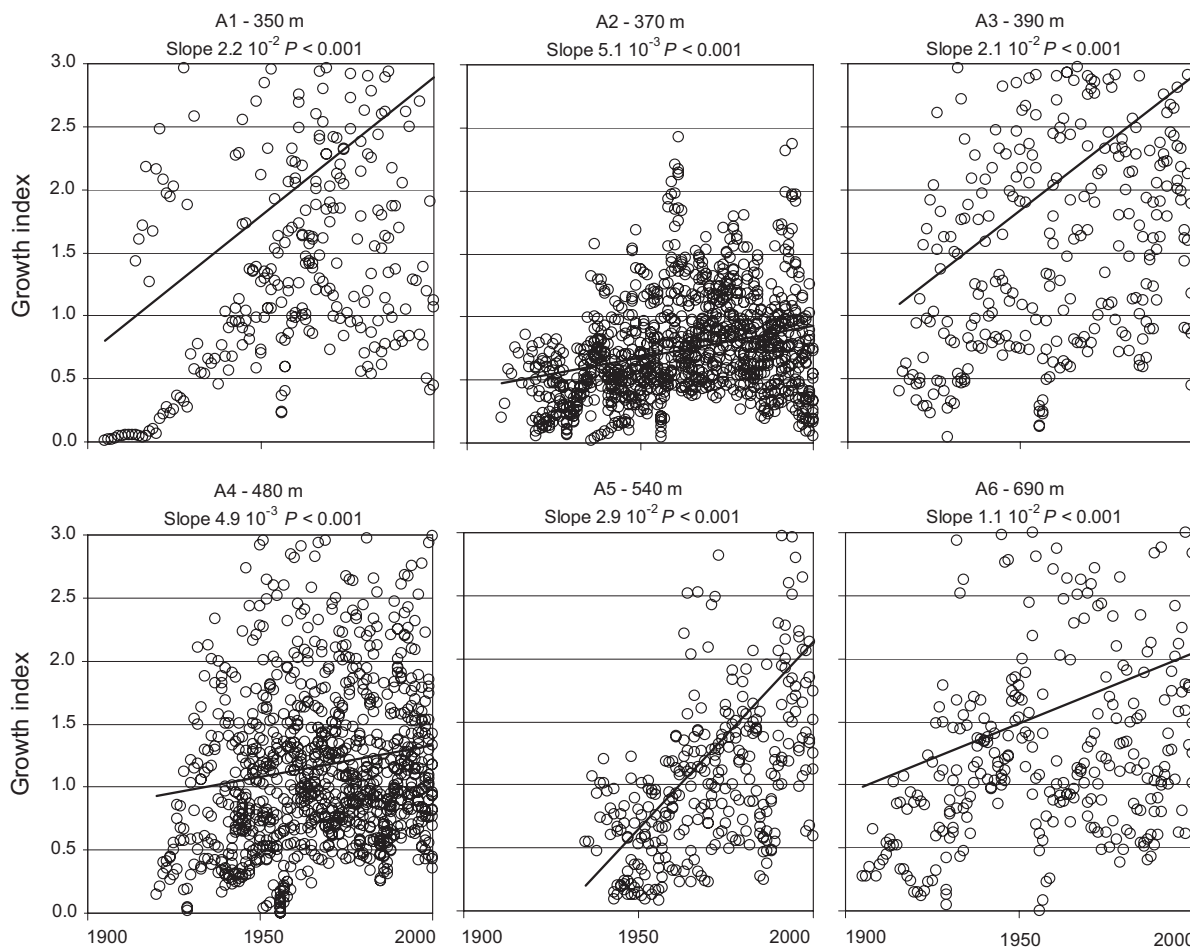 A1 - 350 m
Slope 2.2 10⁻² P < 0.001
A2 - 370 m
Slope 5.1 10⁻³ P < 0.001
A3 - 390 m
Slope 2.1 10⁻² P < 0.001
Growth index
3.0
2.5
2.0
1.5
1.0
0.5
0.0
1950
2000
1900
1950
2000
1900
1950
2000
A4 - 480 m
Slope 4.9 10⁻³ P < 0.001
A5 - 540 m
Slope 2.9 10⁻² P < 0.001
A6 - 690 m
Slope 1.1 10⁻² P < 0.001
Growth index
3.0
2.5
2.0
1.5
1.0
0.5
0.0
1900